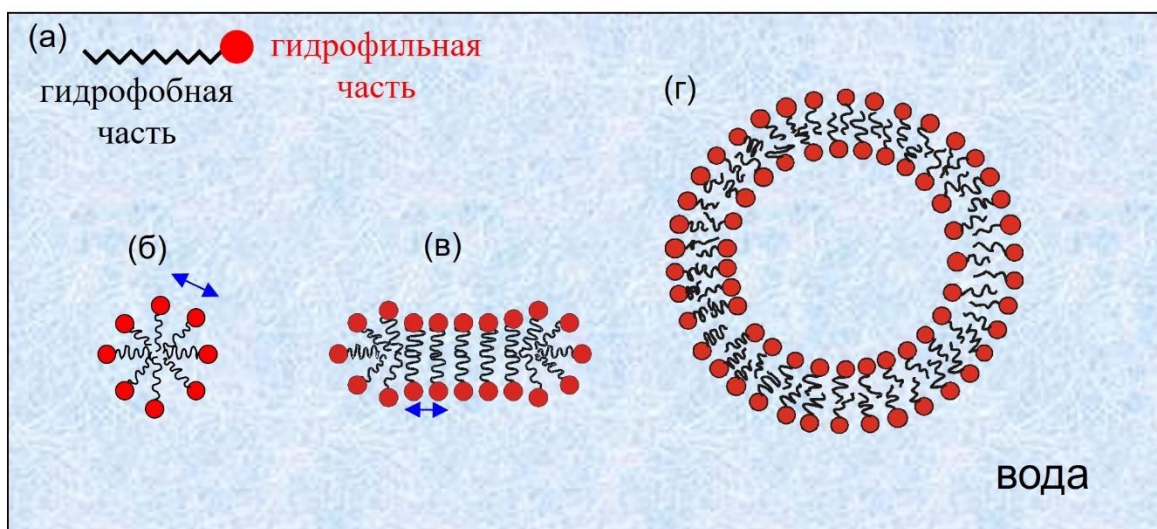 (а)
гидрофобная
часть
гидрофильная
часть
(б)
(в)
(г)
вода